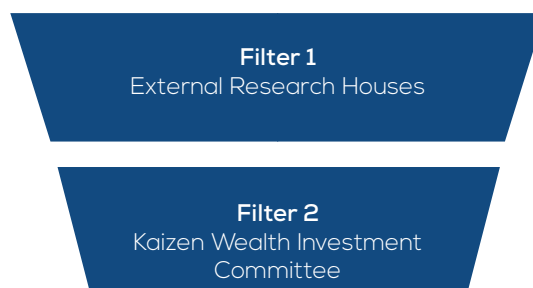 Filter 1
External Research Houses
Filter 2
Kaizen Wealth Investment
Committee